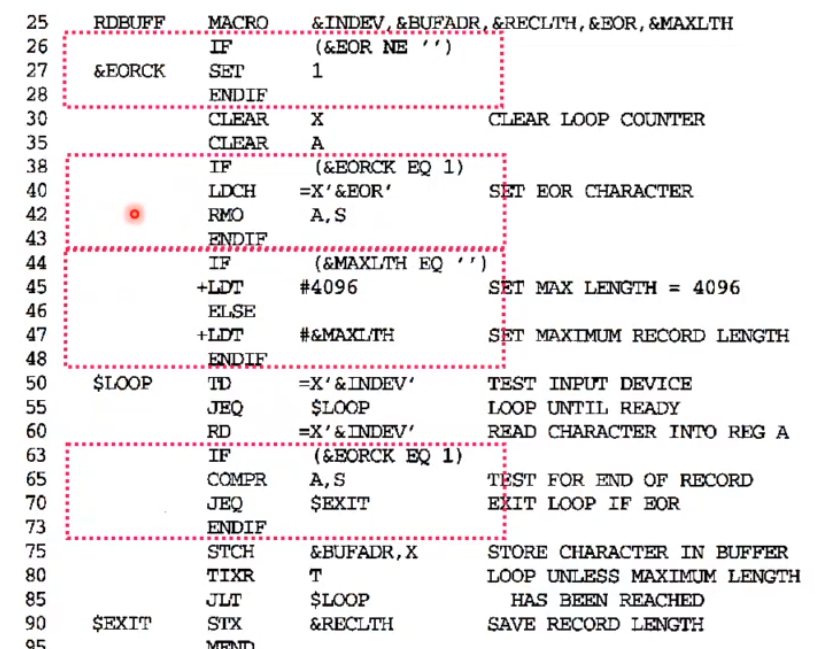 25 RDBUFF MACRO &INDEV,&BUFADR,&RECLTH,&EOR,&MAXLTH
26 IF (&EOR NE '')
27 &EORCK SET 1
28 ENDIF
30 CLEAR X CLEAR LOOP COUNTER
35 CLEAR A
38 IF (&EORCK EQ 1)
40 LDCH =X'&EOR' SET EOR CHARACTER
42 RMO A,S
43 ENDIF
44 IF (&MAXLTH EQ '')
45 +LDT #4096 SET MAX LENGTH = 4096
46 ELSE
47 +LDT #&MAXLTH SET MAXIMUM RECORD LENGTH
48 ENDIF
50 $LOOP TD =X'&INDEV' TEST INPUT DEVICE
55 JEQ $LOOP LOOP UNTIL READY
60 RD =X'&INDEV' READ CHARACTER INTO REG A
63 IF (&EORCK EQ 1)
65 COMPR A,S TEST FOR END OF RECORD
70 JEQ $EXIT EXIT LOOP IF EOR
73 ENDIF
75 STCH &BUFADR,X STORE CHARACTER IN BUFFER
80 TIXR T LOOP UNLESS MAXIMUM LENGTH
85 JLT $LOOP HAS BEEN REACHED
90 $EXIT STX &RECLTH SAVE RECORD LENGTH
95 MEND